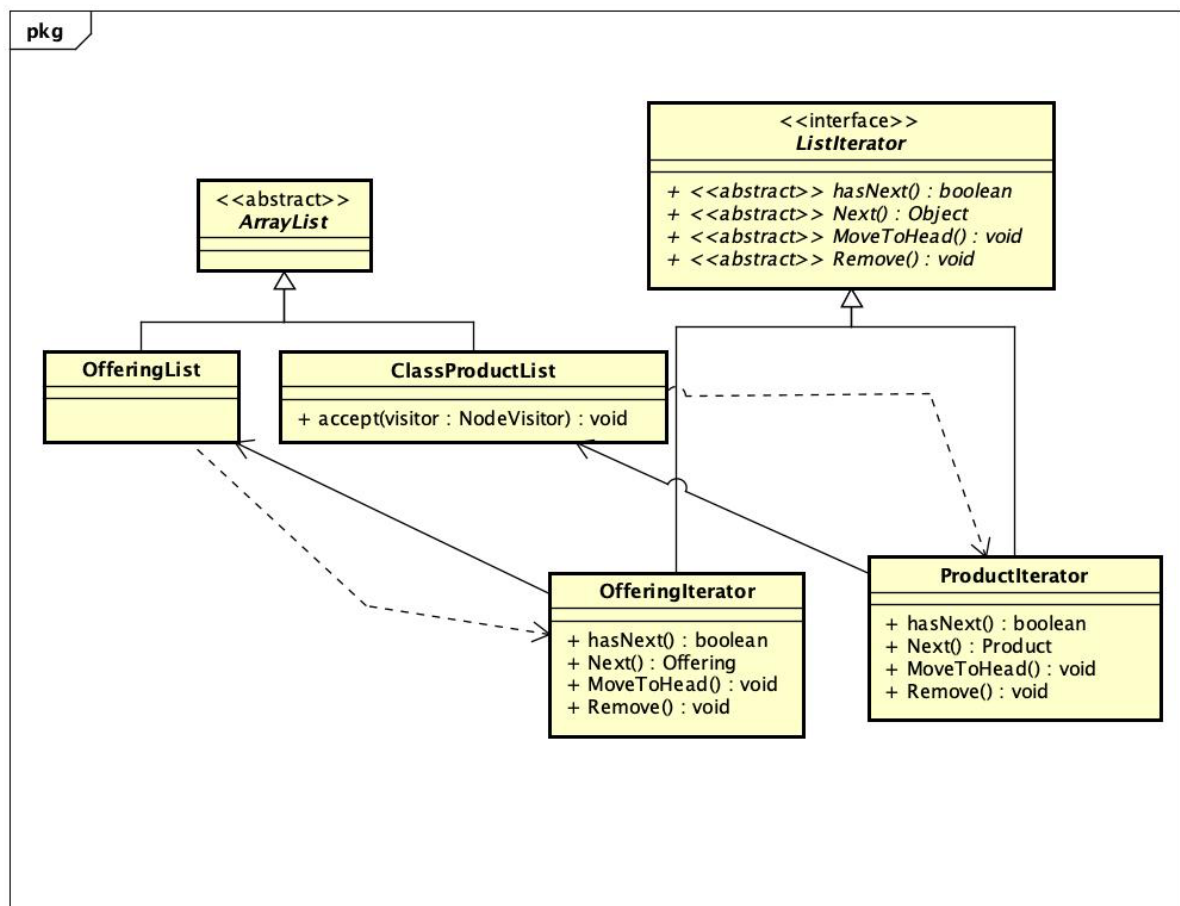 pkg
<<interface>>
ListIterator
+ <<abstract>> hasNext() : boolean
+ <<abstract>> Next() : Object
+ <<abstract>> MoveToHead() : void
+ <<abstract>> Remove() : void
<<abstract>>
ArrayList
OfferingList
ClassProductList
+ accept(visitor : NodeVisitor) : void
OfferingIterator
+ hasNext() : boolean
+ Next() : Offering
+ MoveToHead() : void
+ Remove() : void
ProductIterator
+ hasNext() : boolean
+ Next() : Product
+ MoveToHead() : void
+ Remove() : void